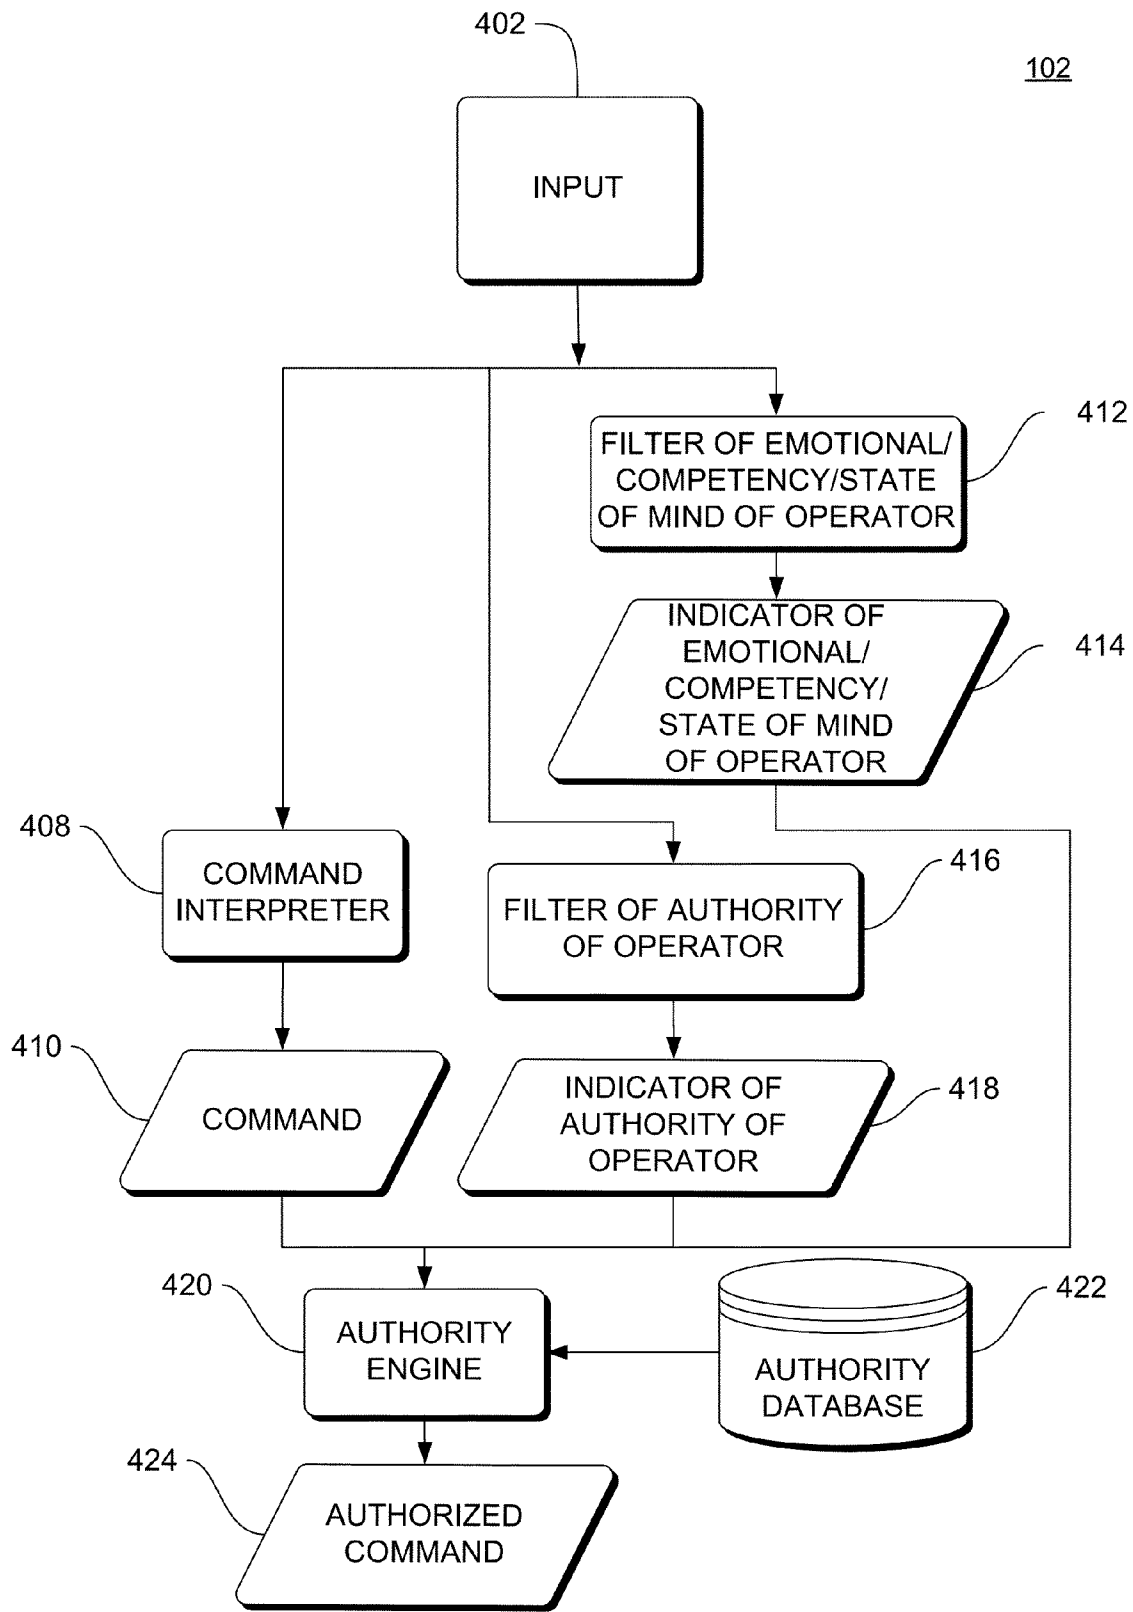 402
102
INPUT
412
FILTER OF EMOTIONAL/
COMPETENCY/STATE
OF MIND OF OPERATOR
INDICATOR OF
EMOTIONAL/
COMPETENCY/
STATE OF MIND
OF OPERATOR
414
408
COMMAND
INTERPRETER
416
FILTER OF AUTHORITY
OF OPERATOR
410
COMMAND
INDICATOR OF
AUTHORITY OF
OPERATOR
418
420
AUTHORITY
ENGINE
422
AUTHORITY
DATABASE
424
AUTHORIZED
COMMAND